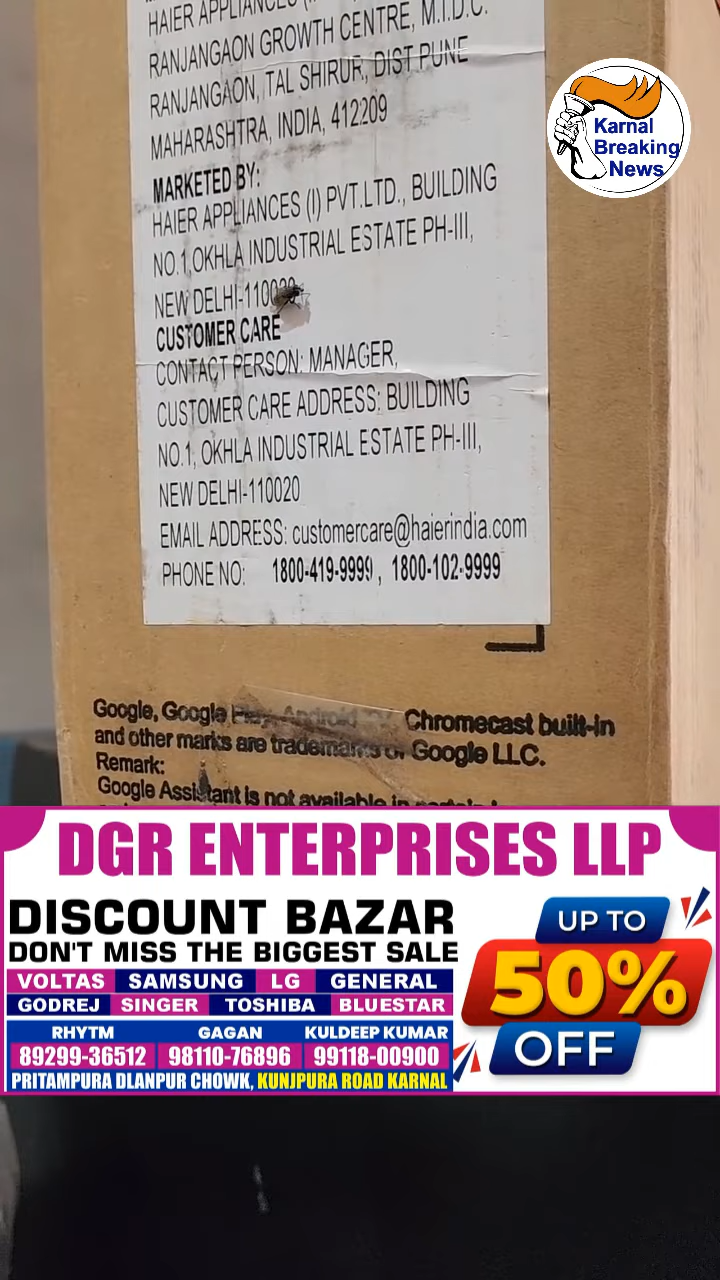 HAIER APPLIANCES
RANJANGAON GROWTH CENTRE, M.I.D.C.
RANJANGAON, TAL SHIRUR, DIST PUNE
MAHARASHTRA, INDIA, 412209
MARKETED BY:
HAIER APPLIANCES (I) PVT.LTD., BUILDING
NO.1,OKHLA INDUSTRIAL ESTATE PH-III,
NEW DELHI-110020
CUSTOMER CARE
CONTACT PERSON: MANAGER,
CUSTOMER CARE ADDRESS: BUILDING
NO.1, OKHLA INDUSTRIAL ESTATE PH-III,
NEW DELHI-110020
EMAIL ADDRESS: customercare@haierindia.com
PHONE NO: 1800-419-9999, 1800-102-9999
Karnal
Breaking
News
Google, Google Play, Android TV, Chromecast built-in
and other marks are trademarks of Google LLC.
Remark:
Google Assistant is not available in certain
DGR ENTERPRISES LLP
DISCOUNT BAZAR
DON'T MISS THE BIGGEST SALE
VOLTAS SAMSUNG LG GENERAL
GODREJ SINGER TOSHIBA BLUESTAR
RHYTM GAGAN KULDEEP KUMAR
89299-36512 98110-76896 99118-00900
PRITAMPURA DLANPUR CHOWK, KUNJPURA ROAD KARNAL
UP TO
50%
OFF